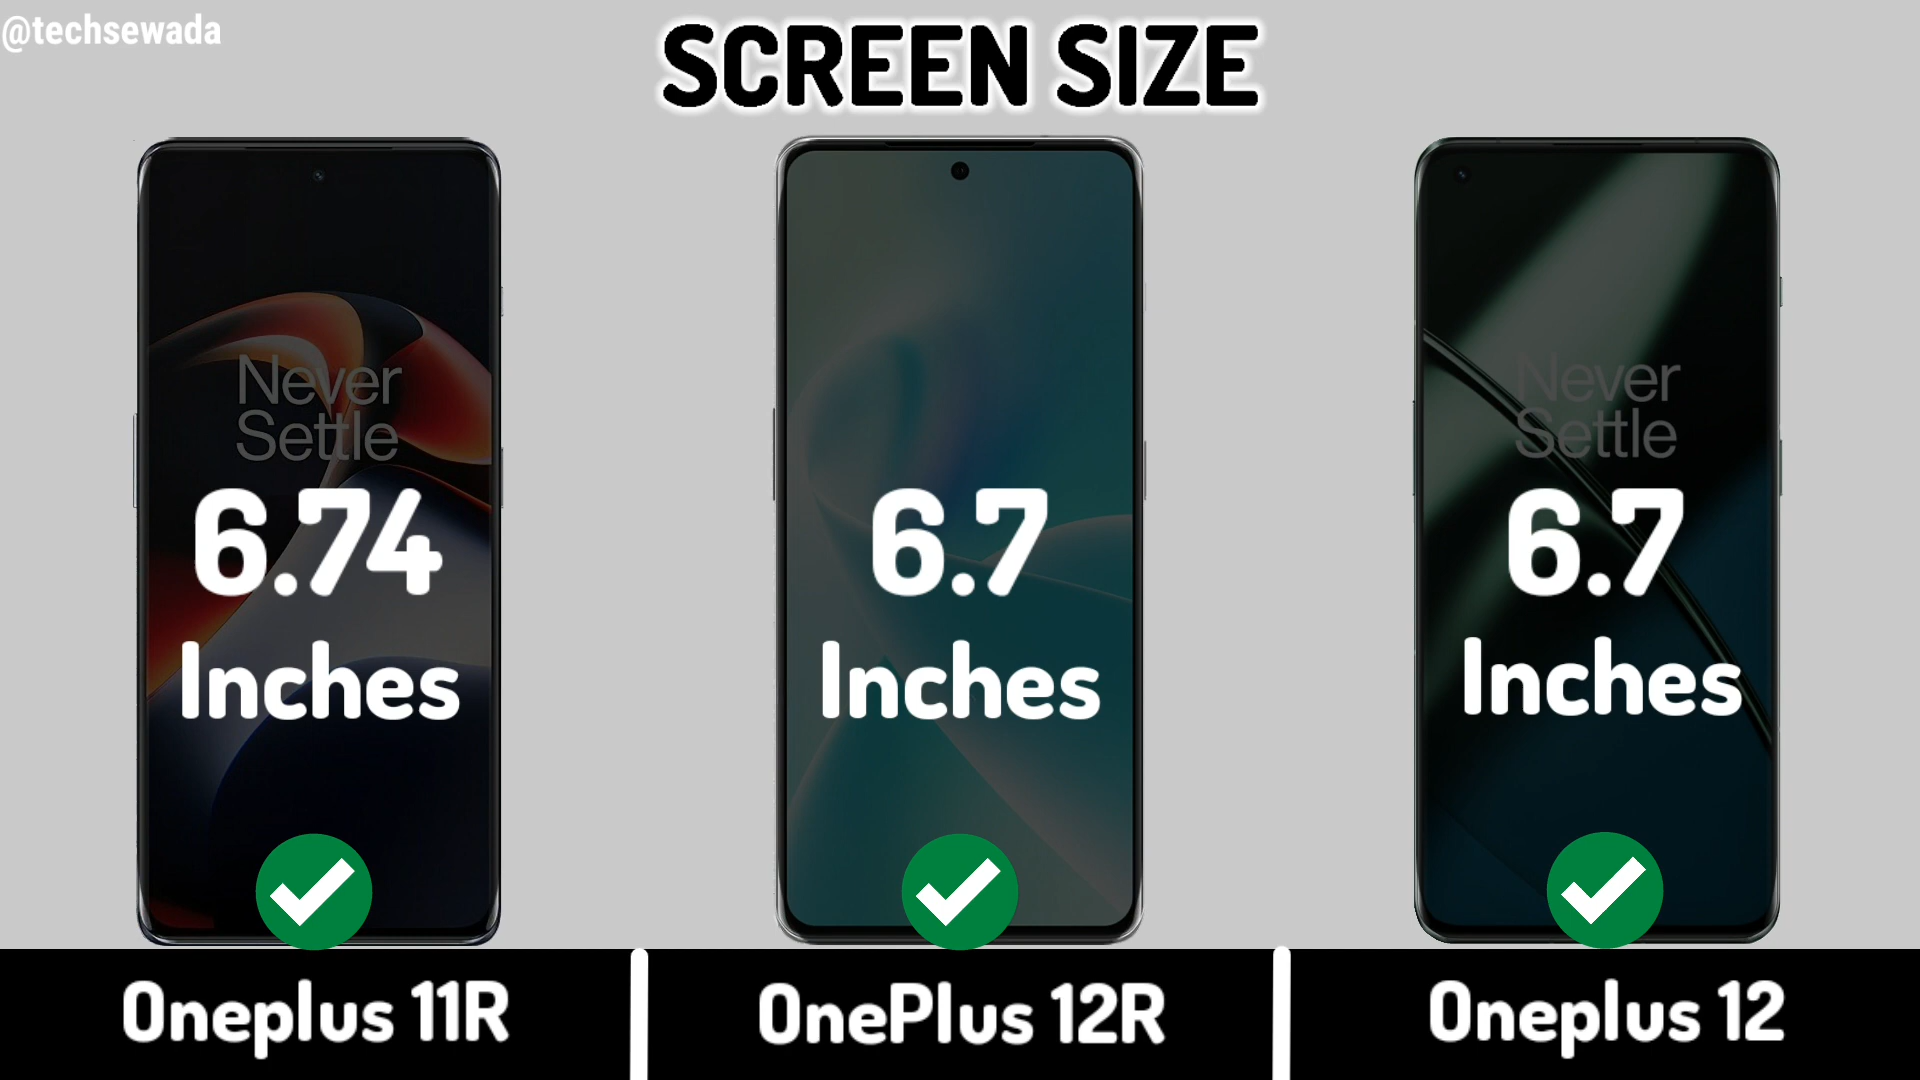 @techsewada
SCREEN SIZE
Never
Settle
6.74
Inches
6.7
Inches
Never
Settle
6.7
Inches
Oneplus 11R
OnePlus 12R
Oneplus 12